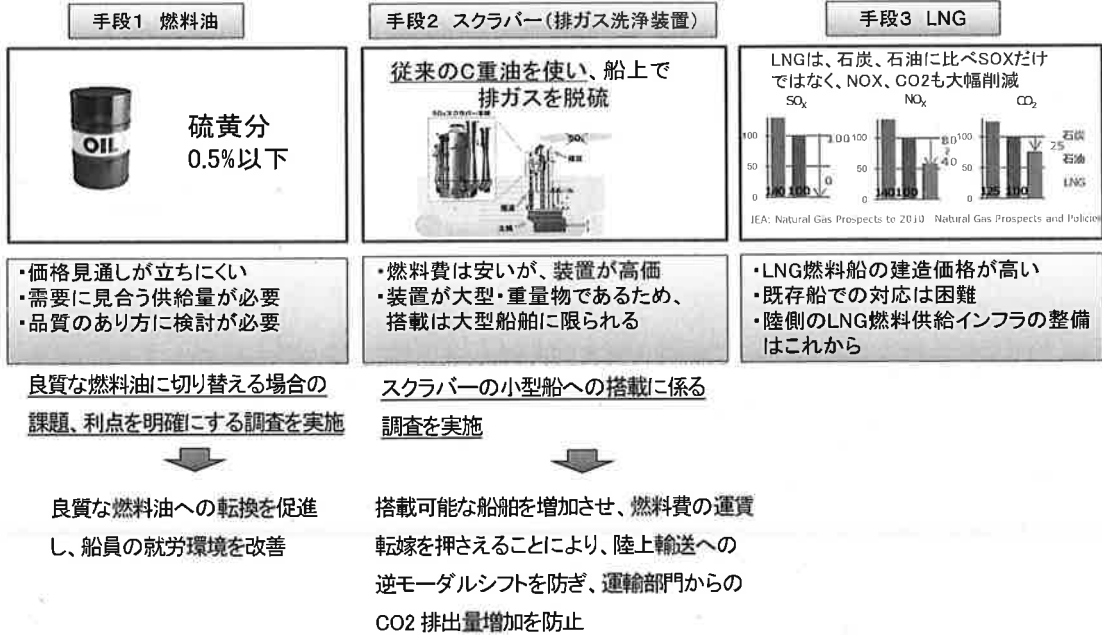 手段1 燃料油
OIL
硫黄分
0.5%以下
・価格見通しが立ちにくい
・需要に見合う供給量が必要
・品質のあり方に検討が必要
良質な燃料油に切り替える場合の
課題、利点を明確にする調査を実施
良質な燃料油への転換を促進
し、船員の就労環境を改善
手段2 スクラバー(排ガス洗浄装置)
従来のC重油を使い、船上で
排ガスを脱硫
SOxスクラバー本体
SOx
・燃料費は安いが、装置が高価
・装置が大型・重量物であるため、
搭載は大型船舶に限られる
スクラバーの小型船への搭載に係る
調査を実施
搭載可能な船舶を増加させ、燃料費の運賃
転嫁を押さえることにより、陸上輸送への
逆モーダルシフトを防ぎ、運輸部門からの
CO2 排出量増加を防止
手段3 LNG
LNGは、石炭、石油に比べSOXだけ
ではなく、NOX、CO2も大幅削減
SOX
100
50
0
140 100
100
0
NOX
100
50
0
140 100
80
~
40
CO2
100
50
0
125 100
25
石炭
石油
LNG
IEA: Natural Gas Prospects to 2010 Natural Gas Prospects and Policies
・LNG燃料船の建造価格が高い
・既存船での対応は困難
・陸側のLNG燃料供給インフラの整備
はこれから